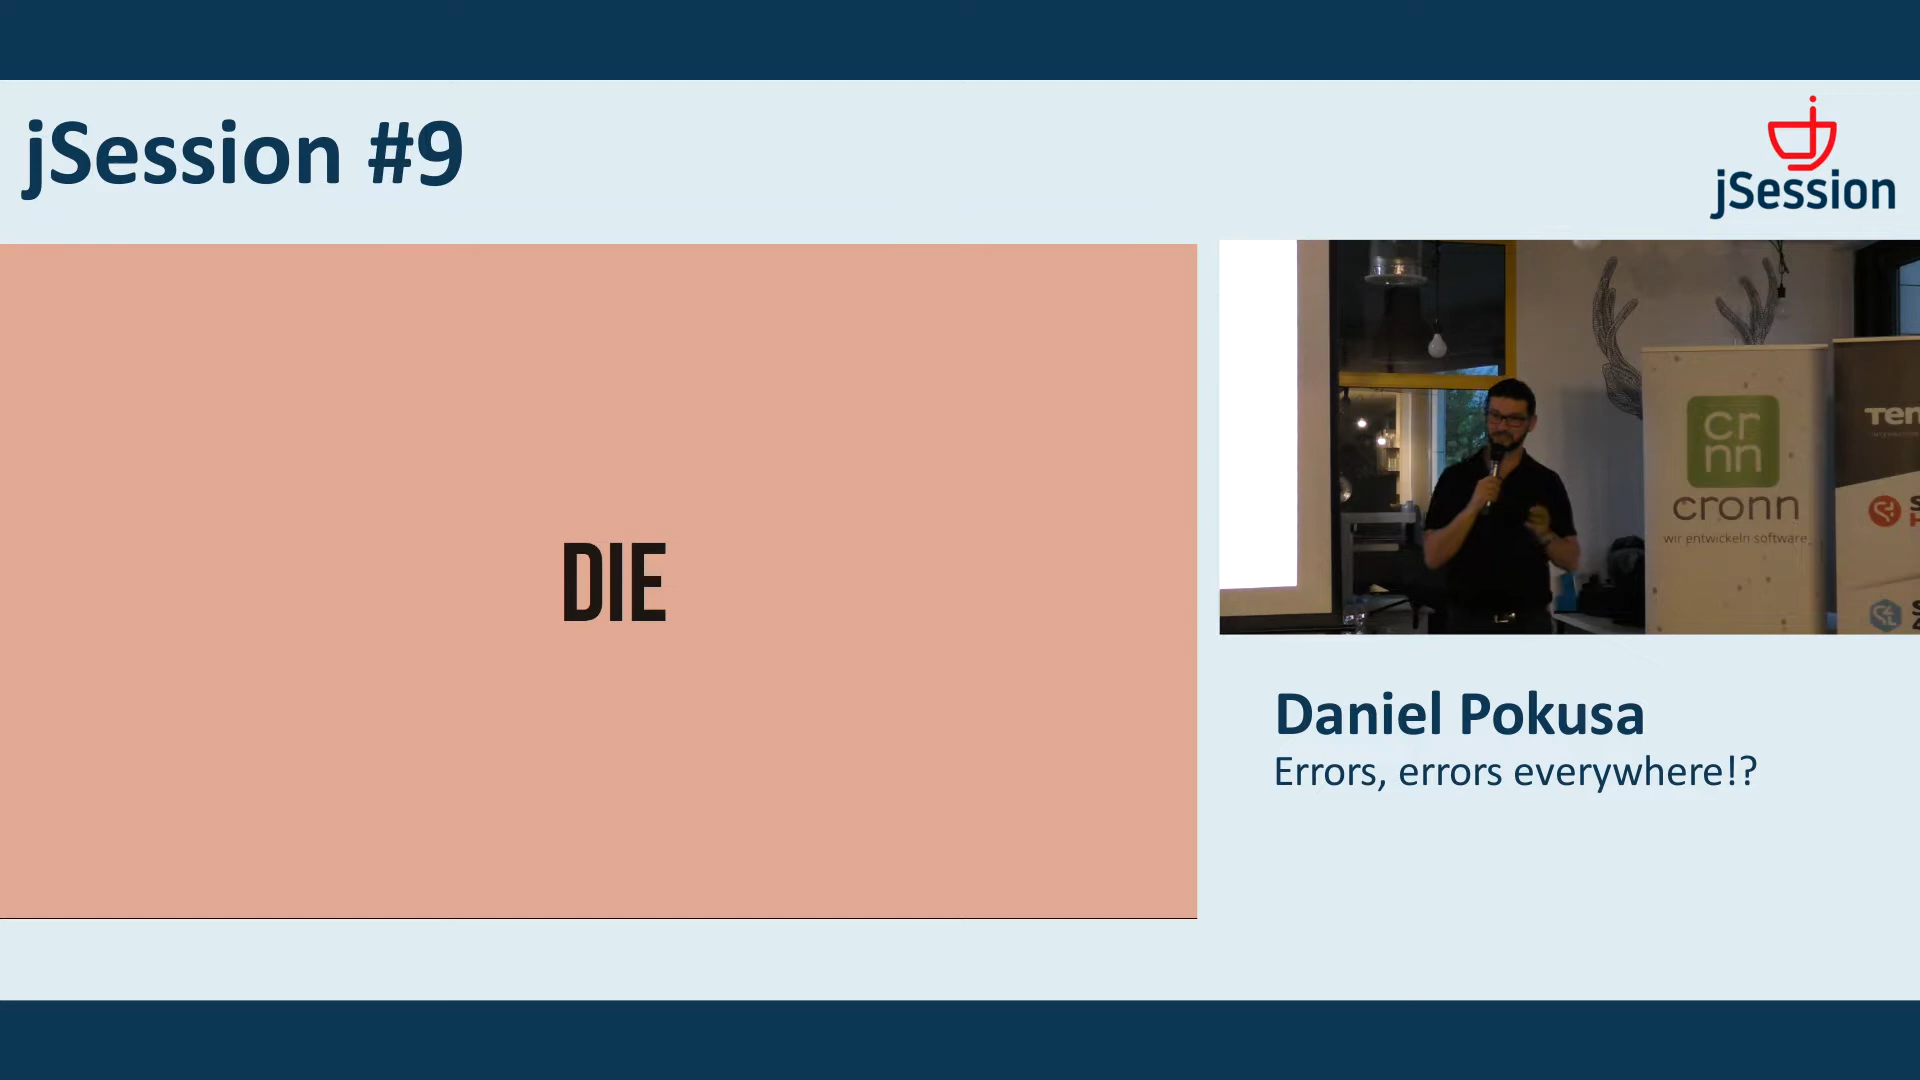 jSession #9
jSession
DIE
cr
nn
cronn
wir entwickeln software
Daniel Pokusa
Errors, errors everywhere!?